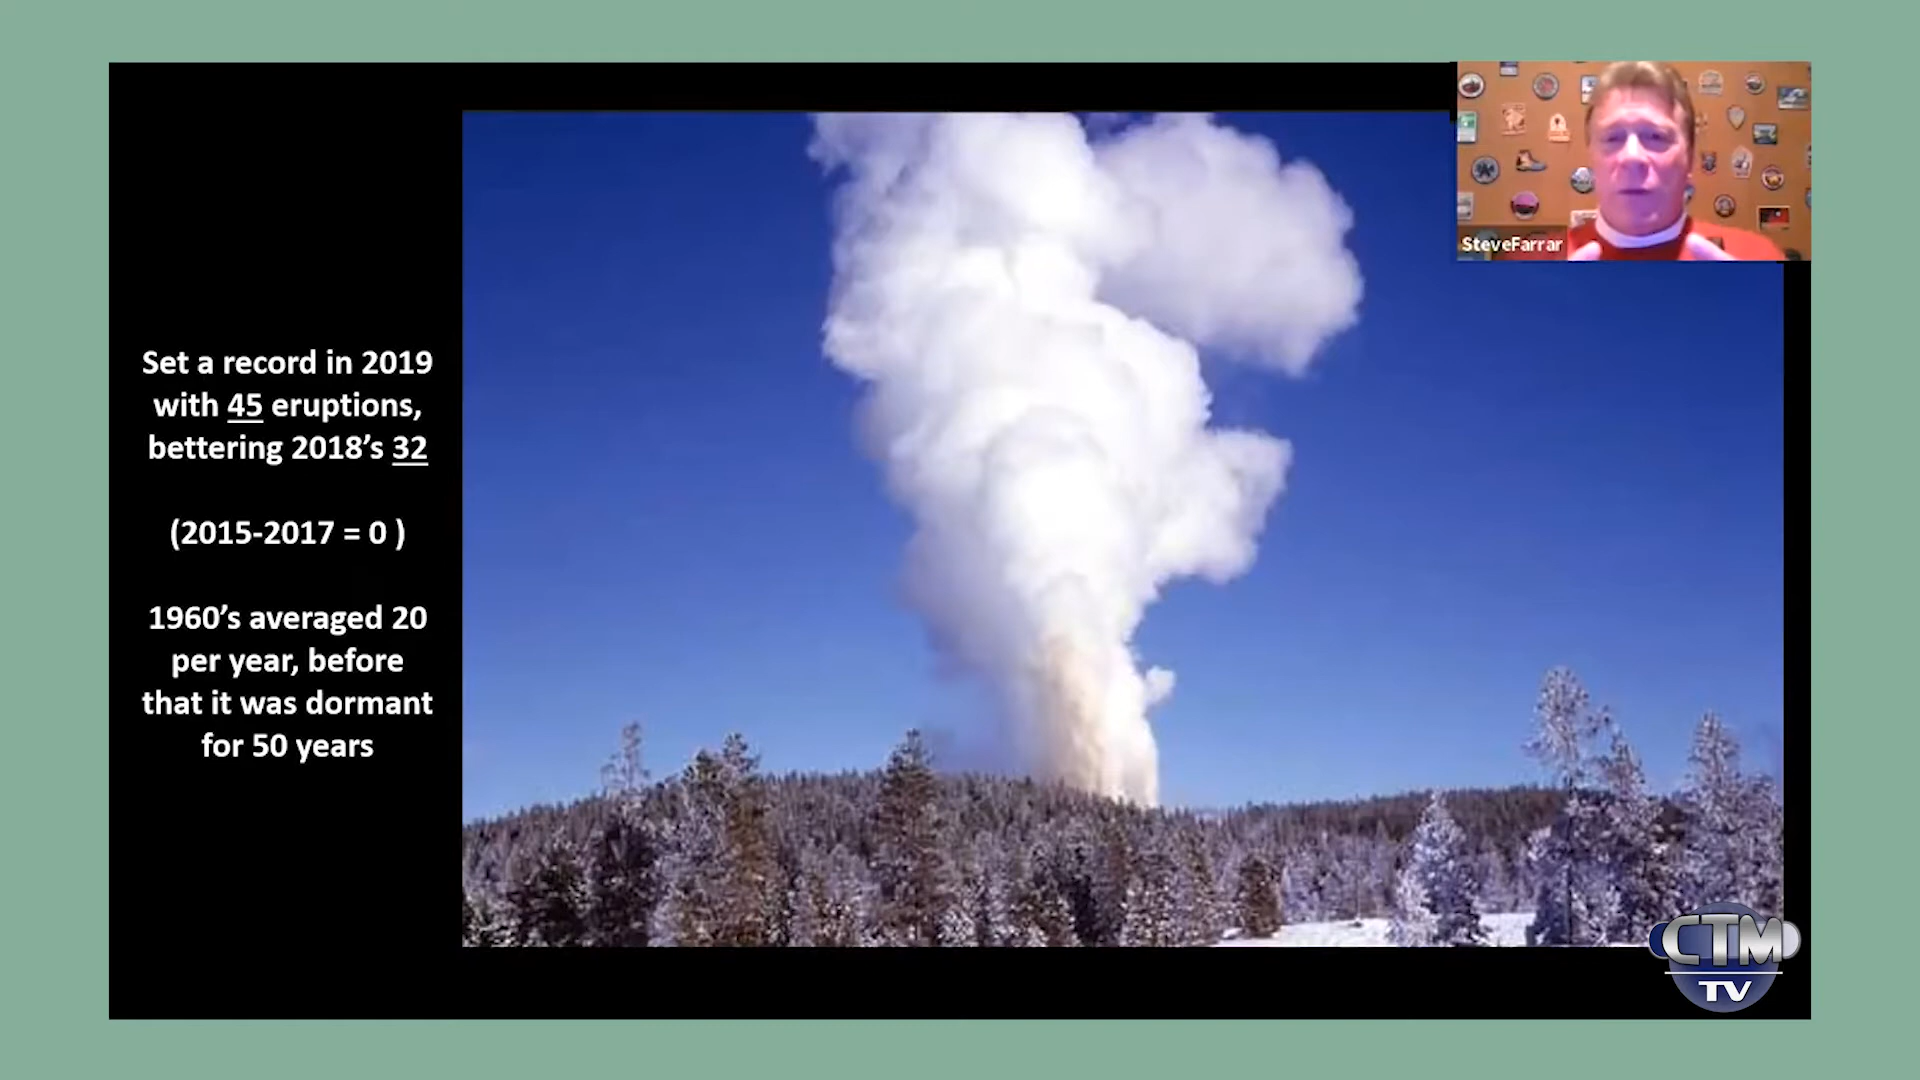 SteveFarrar
Set a record in 2019
with 45 eruptions,
bettering 2018’s 32
(2015-2017 = 0 )
1960’s averaged 20
per year, before
that it was dormant
for 50 years
CTM
TV